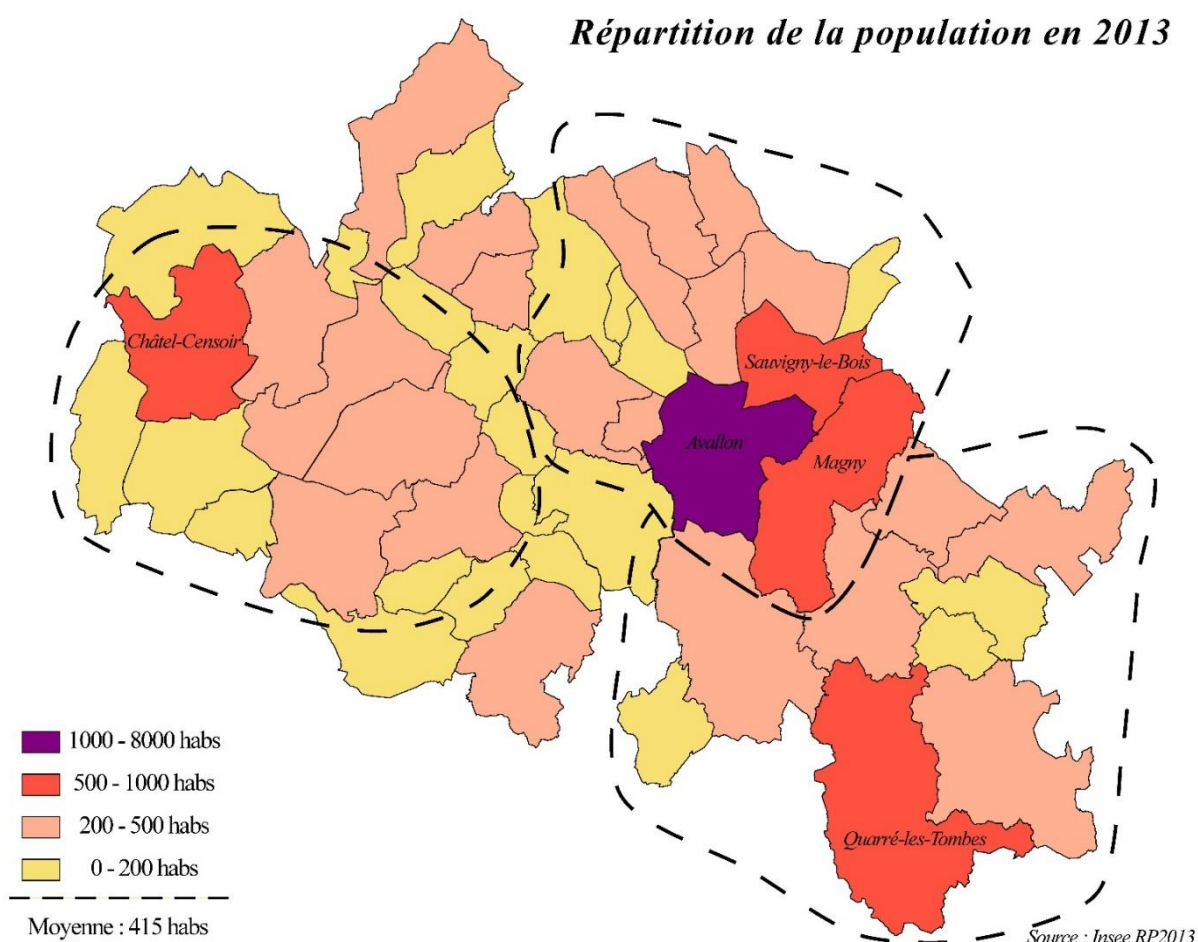 Répartition de la population en 2013
Châtel-Censoir
Sauvigny-le-Bois
Avallon
Magny
Quarré-les-Tombes
1000 - 8000 habs
500 - 1000 habs
200 - 500 habs
0 - 200 habs
Moyenne : 415 habs
Source : Insee RP2013